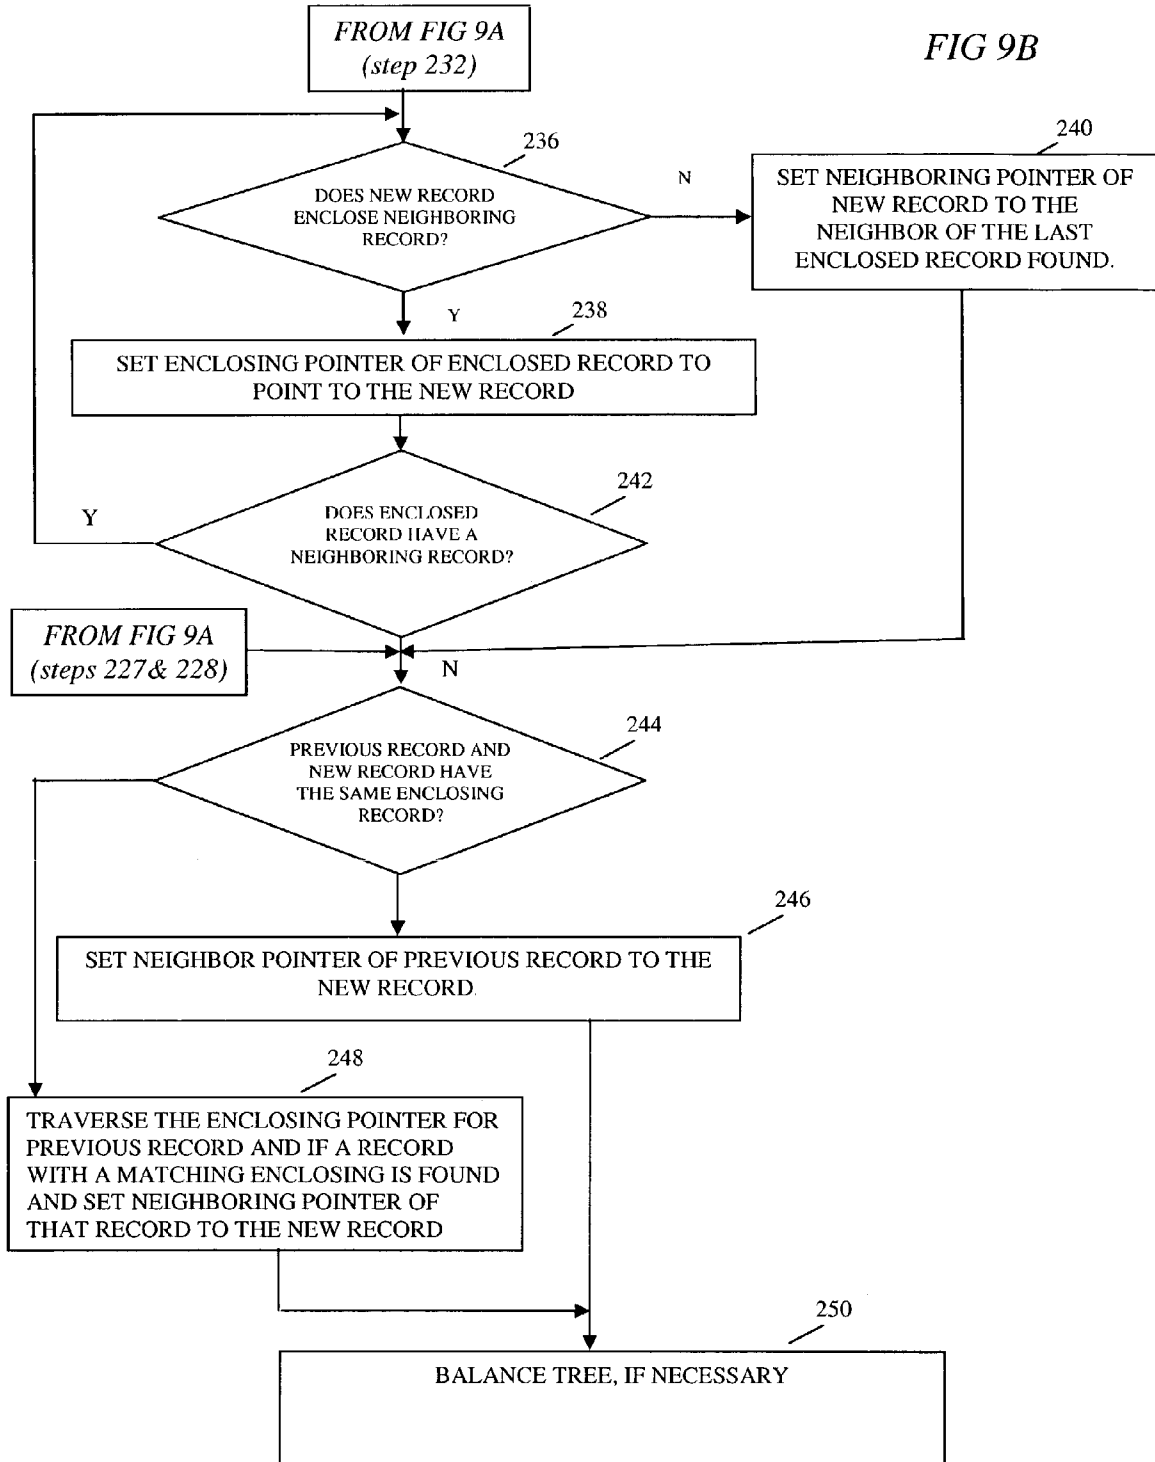 FROM FIG 9A
(step 232)
FIG 9B
236
DOES NEW RECORD
ENCLOSE NEIGHBORING
RECORD?
N
240
SET NEIGHBORING POINTER OF
NEW RECORD TO THE
NEIGHBOR OF THE LAST
ENCLOSED RECORD FOUND.
Y
238
SET ENCLOSING POINTER OF ENCLOSED RECORD TO
POINT TO THE NEW RECORD
242
DOES ENCLOSED
RECORD HAVE A
NEIGHBORING RECORD?
Y
FROM FIG 9A
(steps 227& 228)
N
244
PREVIOUS RECORD AND
NEW RECORD HAVE
THE SAME ENCLOSING
RECORD?
246
SET NEIGHBOR POINTER OF PREVIOUS RECORD TO THE
NEW RECORD.
248
TRAVERSE THE ENCLOSING POINTER FOR
PREVIOUS RECORD AND IF A RECORD
WITH A MATCHING ENCLOSING IS FOUND
AND SET NEIGHBORING POINTER OF
THAT RECORD TO THE NEW RECORD
250
BALANCE TREE, IF NECESSARY